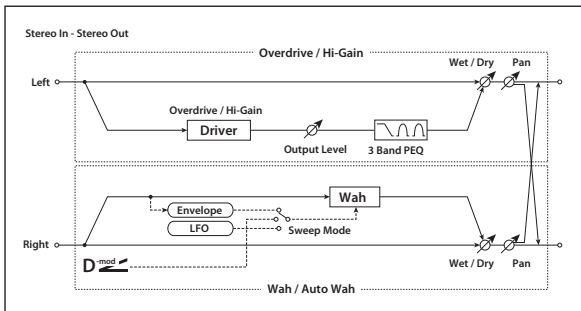 Stereo In - Stereo Out
Overdrive / Hi-Gain
Wet / Dry
Pan
Left
Overdrive / Hi-Gain
Driver
Output Level
3 Band PEQ
Wah
Envelope
LFO
Sweep Mode
Right
D-mod
Wet / Dry
Pan
Wah / Auto Wah